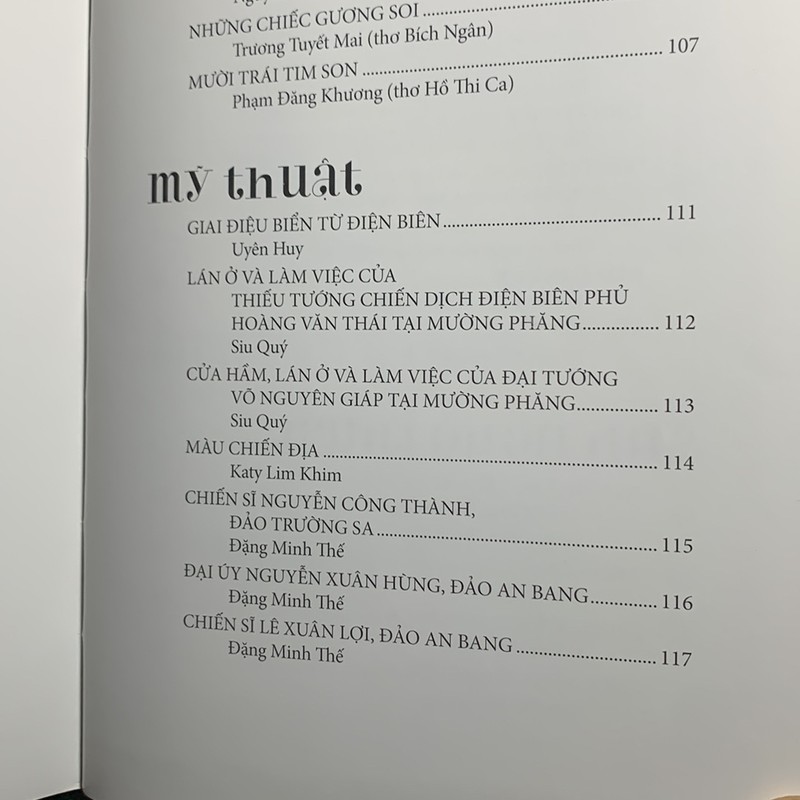 NHỮNG CHIẾC GƯƠNG SOI
Trương Tuyết Mai (thơ Bích Ngân)
MƯỜI TRÁI TIM SON ........ 107
Phạm Đăng Khương (thơ Hồ Thi Ca)
mỹ thuật
GIAI ĐIỆU BIỂN TỪ ĐIỆN BIÊN ........ 111
Uyên Huy
LÁN Ở VÀ LÀM VIỆC CỦA
THIẾU TƯỚNG CHIẾN DỊCH ĐIỆN BIÊN PHỦ
HOÀNG VĂN THÁI TẠI MƯỜNG PHĂNG ........ 112
Siu Quý
CỬA HẦM, LÁN Ở VÀ LÀM VIỆC CỦA ĐẠI TƯỚNG
VÕ NGUYÊN GIÁP TẠI MƯỜNG PHĂNG ........ 113
Siu Quý
MÀU CHIẾN ĐỊA ........ 114
Katy Lim Khim
CHIẾN SĨ NGUYỄN CÔNG THÀNH,
ĐẢO TRƯỜNG SA ........ 115
Đặng Minh Thế
ĐẠI ÚY NGUYỄN XUÂN HÙNG, ĐẢO AN BANG ........ 116
Đặng Minh Thế
CHIẾN SĨ LÊ XUÂN LỢI, ĐẢO AN BANG ........ 117
Đặng Minh Thế